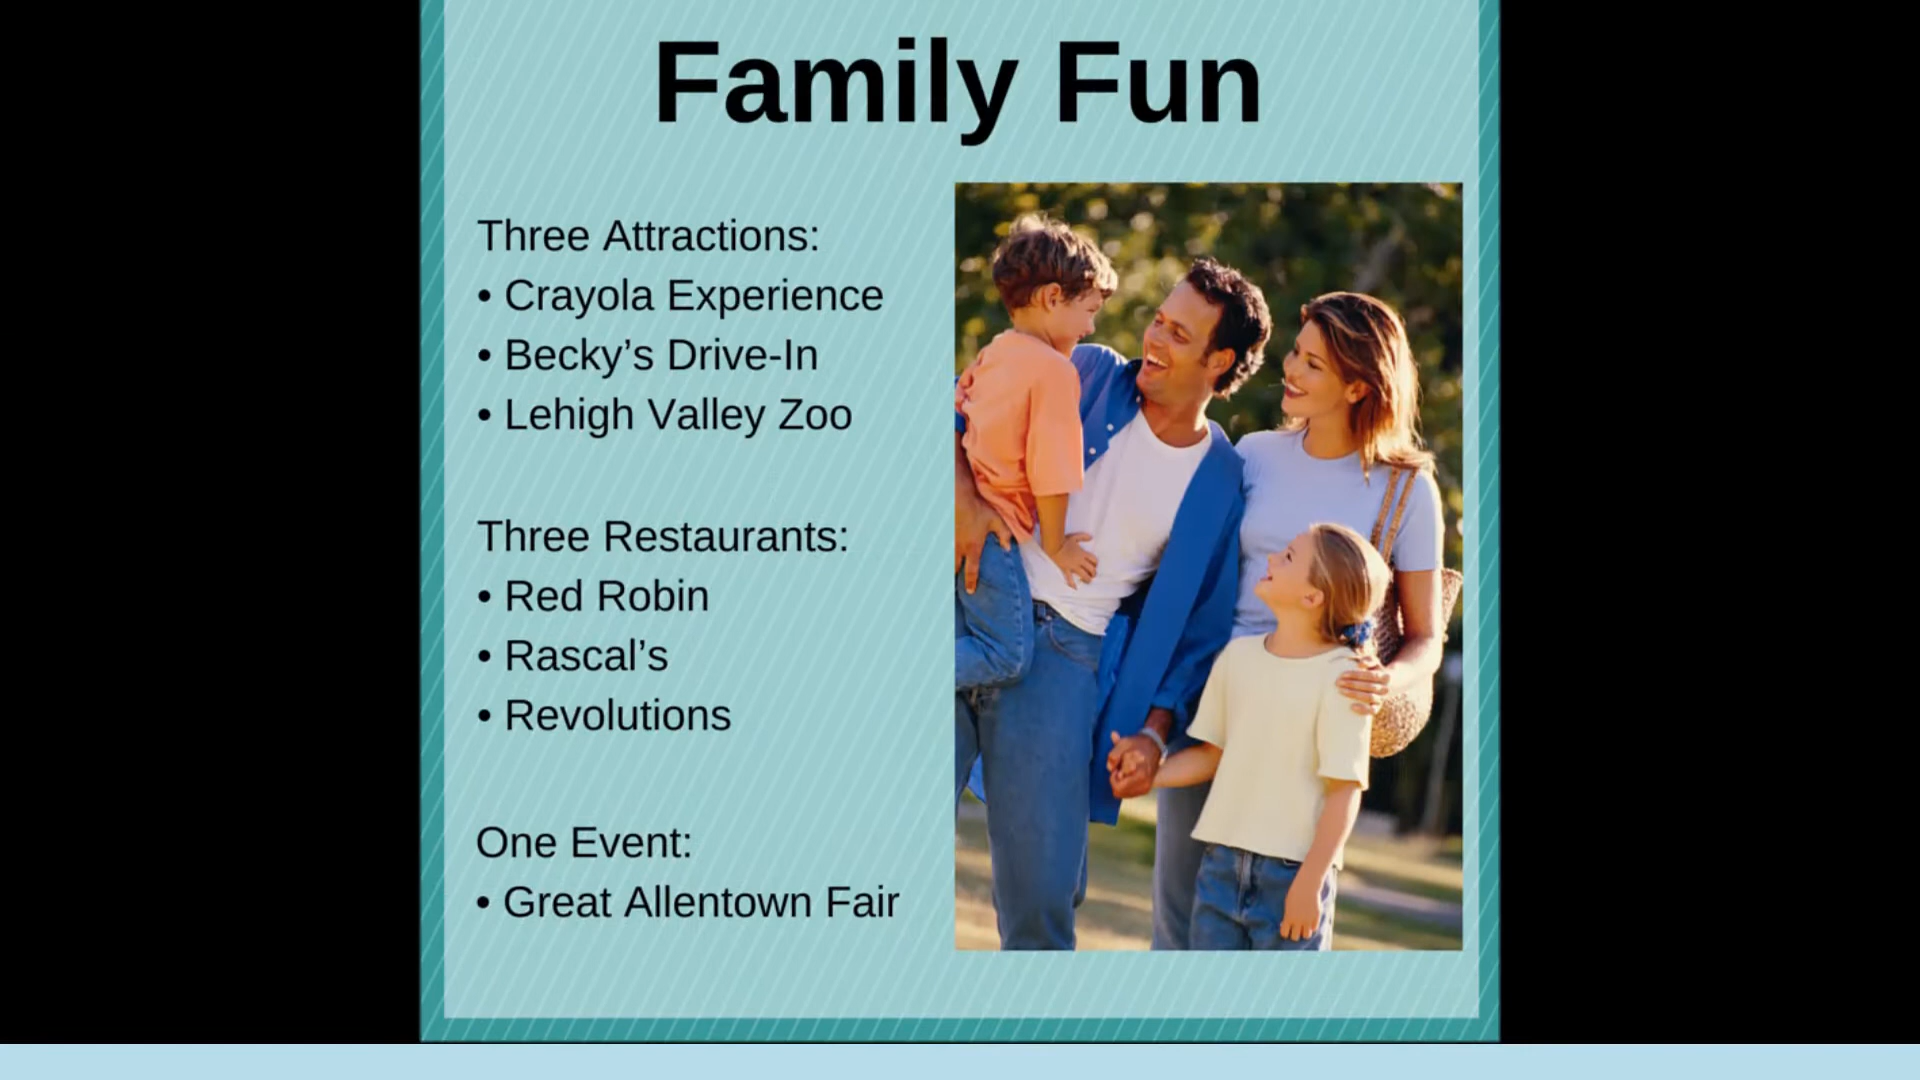 Family Fun
Three Attractions:
• Crayola Experience
• Becky’s Drive-In
• Lehigh Valley Zoo
Three Restaurants:
• Red Robin
• Rascal’s
• Revolutions
One Event:
• Great Allentown Fair